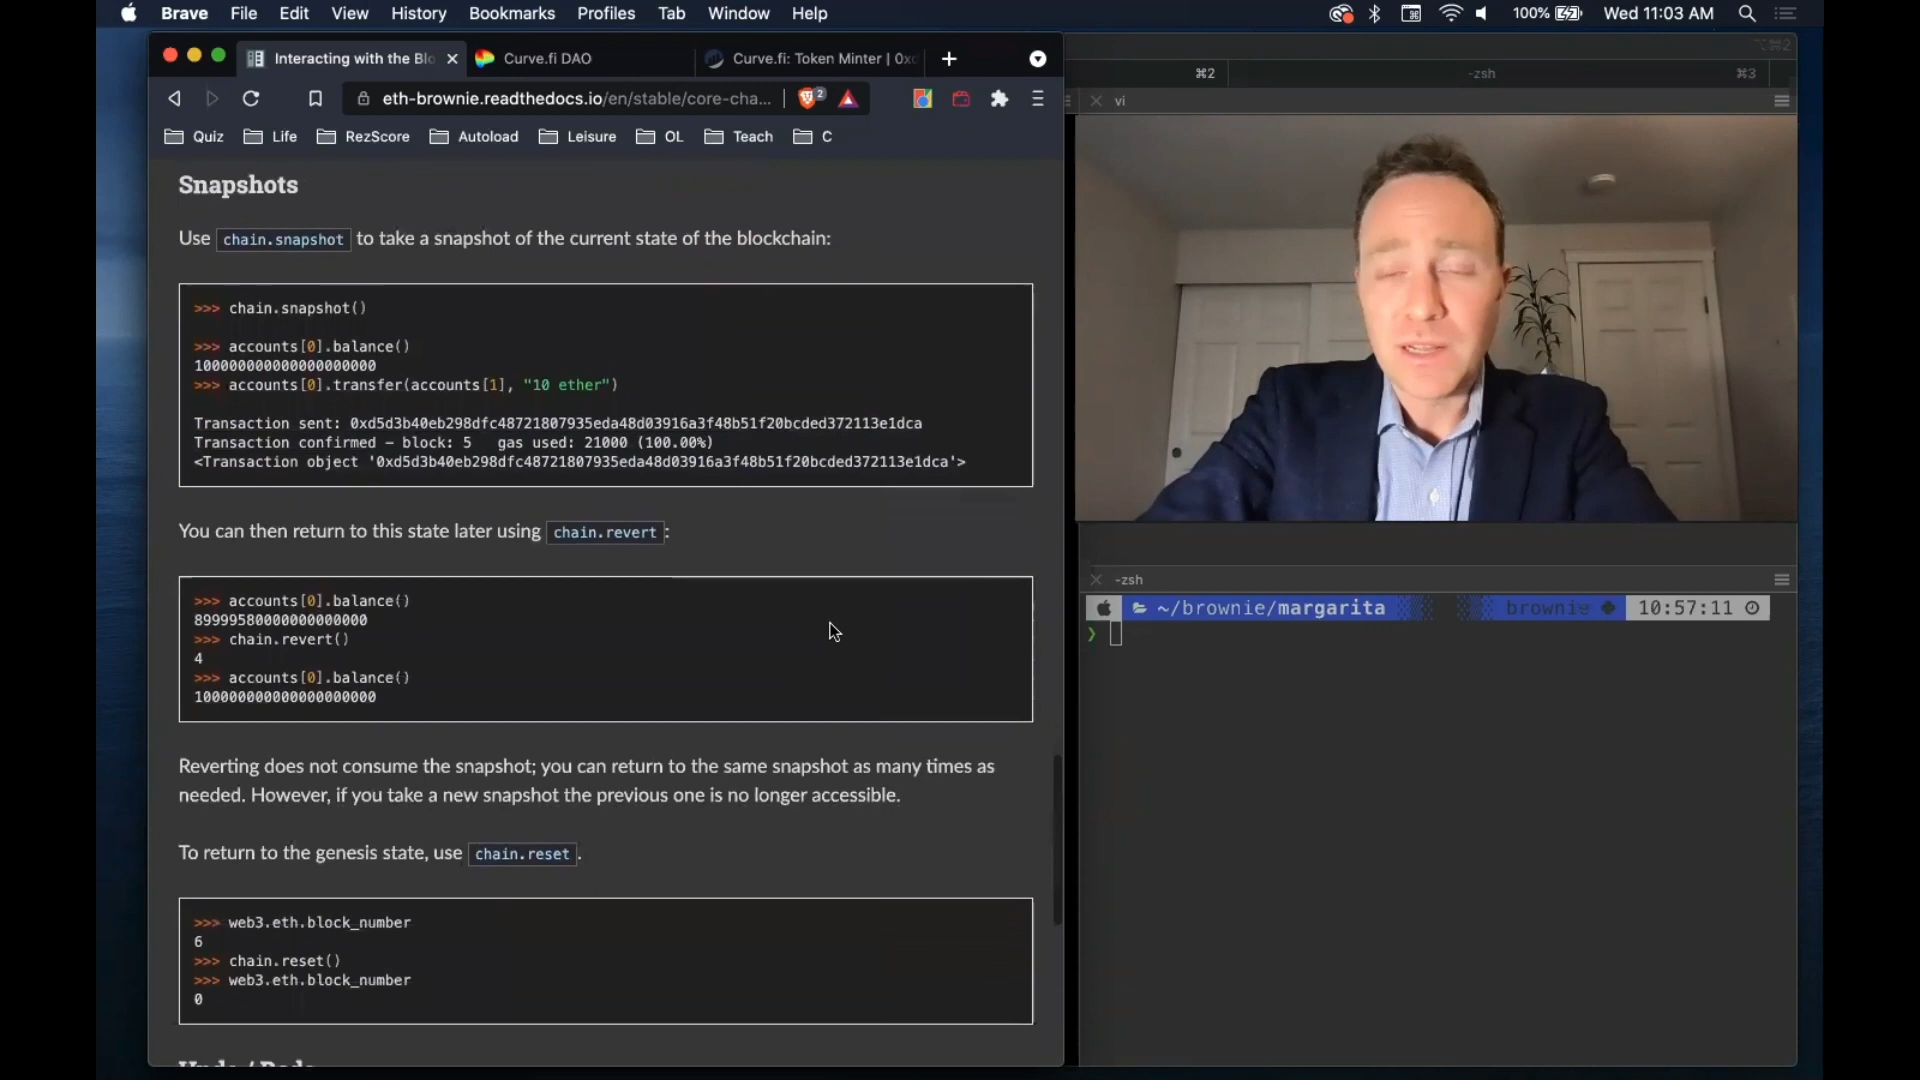 Brave File Edit View History Bookmarks Profiles Tab Window Help 100% Wed 11:03 AM
Interacting with the Blo Curve.fi DAO Curve.fi: Token Minter | 0xd
eth-brownie.readthedocs.io/en/stable/core-cha... 2
Quiz Life RezScore Autoload Leisure OL Teach C
Snapshots
Use chain.snapshot to take a snapshot of the current state of the blockchain:
>>> chain.snapshot()
>>> accounts[0].balance()
100000000000000000000
>>> accounts[0].transfer(accounts[1], "10 ether")
Transaction sent: 0xd5d3b40eb298dfc48721807935eda48d03916a3f48b51f20bcded372113e1dca
Transaction confirmed - block: 5 gas used: 21000 (100.00%)
<Transaction object '0xd5d3b40eb298dfc48721807935eda48d03916a3f48b51f20bcded372113e1dca'>
You can then return to this state later using chain.revert:
>>> accounts[0].balance()
89999580000000000000
>>> chain.revert()
4
>>> accounts[0].balance()
100000000000000000000
Reverting does not consume the snapshot; you can return to the same snapshot as many times as
needed. However, if you take a new snapshot the previous one is no longer accessible.
To return to the genesis state, use chain.reset.
>>> web3.eth.block_number
6
>>> chain.reset()
>>> web3.eth.block_number
0
Undo / Redo
⌥⌘2
⌘2 -zsh ⌘3
vi
-zsh
~/brownie/margarita brownie 10:57:11
❯